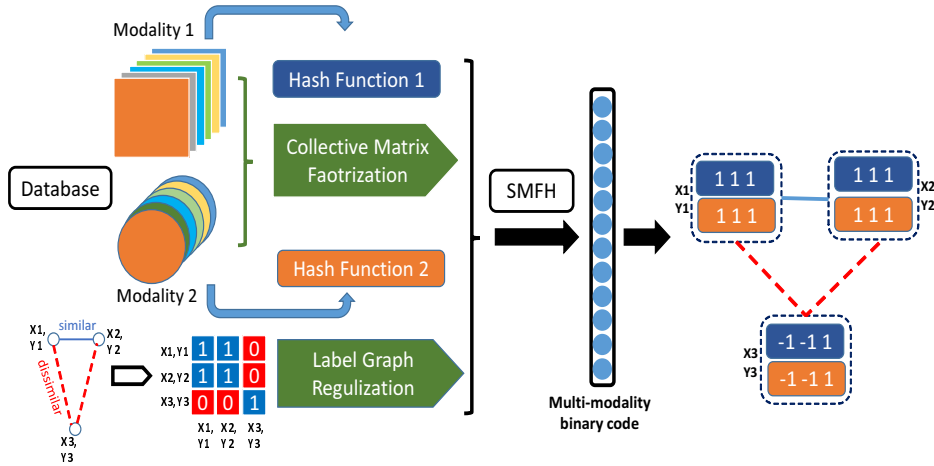 Modality 1
Hash Function 1
Collective Matrix
Faotrization
Database
SMFH
Hash Function 2
Modality 2
X1,
Y1
similar
X2,
Y2
dissimilar
X3,
Y3
X1,Y1 1 1 0
X2,Y2 1 1 0
X3,Y3 0 0 1
X1, X2, X3,
Y1 Y2 Y3
Label Graph
Regulization
Multi-modality
binary code
X1
Y1
1 1 1
1 1 1
1 1 1
1 1 1
X2
Y2
X3
Y3
-1 -1 1
-1 -1 1